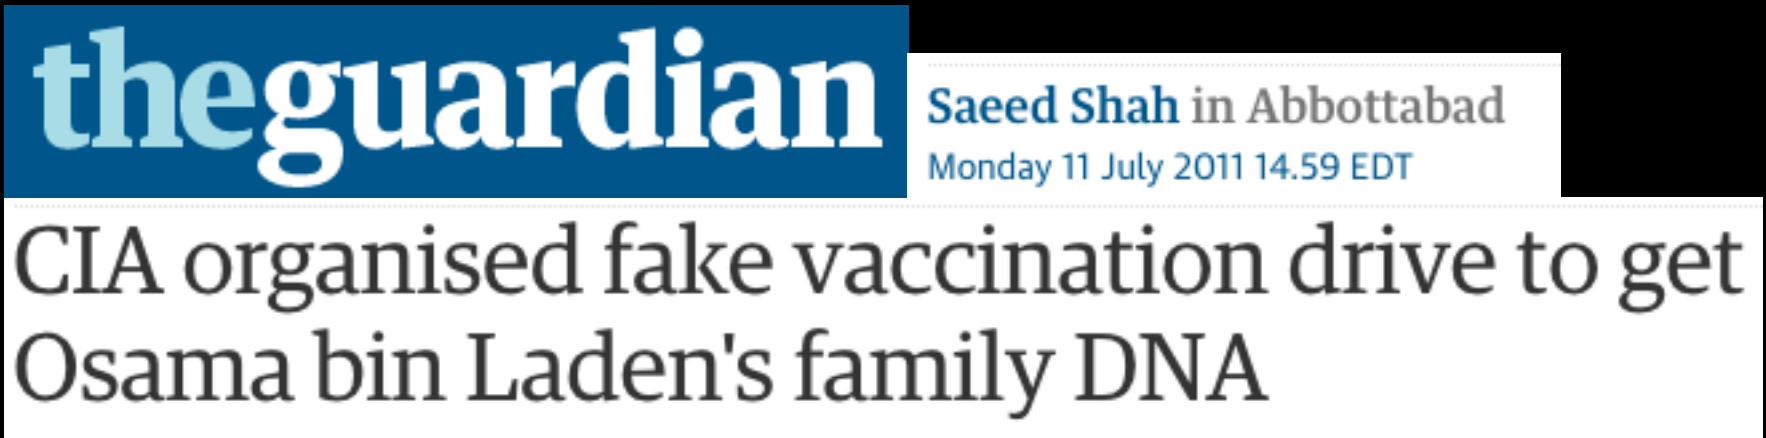 theguardian
Saeed Shah in Abbottabad
Monday 11 July 2011 14.59 EDT
CIA organised fake vaccination drive to get
Osama bin Laden's family DNA